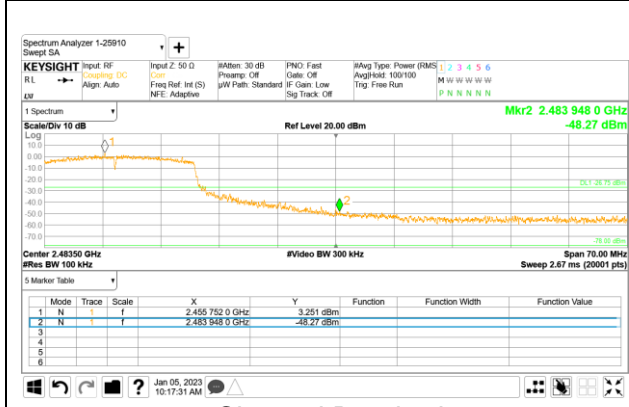 Spectrum Analyzer 1-25910
Swept SA
+
KEYSIGHT Input: RF Input Z: 50 Ω #Atten: 30 dB PNO: Fast #Avg Type: Power (RMS 1 2 3 4 5 6
RL Coupling: DC Corr Preamp: Off Gate: Off Avg|Hold: 100/100 M W W W W W
Align: Auto Freq Ref: Int (S) µW Path: Standard IF Gain: Low Trig: Free Run
NFE: Adaptive Sig Track: Off P N N N N N
1 Spectrum Mkr2 2.483 948 0 GHz
Scale/Div 10 dB Ref Level 20.00 dBm -48.27 dBm
Log
10.0 1
0.00
-10.0
-20.0 DL1 -26.75 dBm
-30.0
-40.0 2
-50.0
-60.0
-70.0
Center 2.48350 GHz #Video BW 300 kHz Span 70.00 MHz
#Res BW 100 kHz Sweep 2.67 ms (20001 pts)
5 Marker Table
Mode Trace Scale X Y Function Function Width Function Value
1 N 1 f 2.455 752 0 GHz 3.251 dBm
2 N 1 f 2.483 948 0 GHz -48.27 dBm
3
4
5
6
? Jan 05, 2023
10:17:31 AM